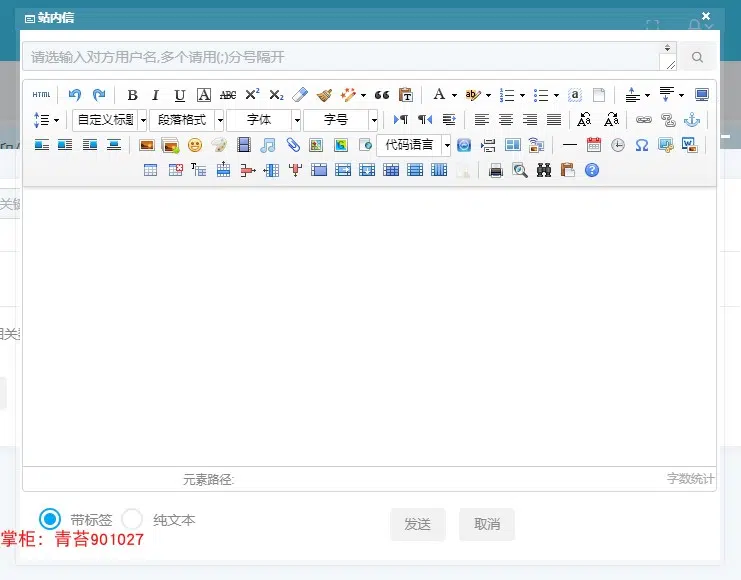 站内信
请选输入对方用户名,多个请用(;)分号隔开
HTML
自定义标题 段落格式 字体 字号
代码语言
元素路径: 字数统计
带标签 纯文本 发送 取消
掌柜: 青苔901027